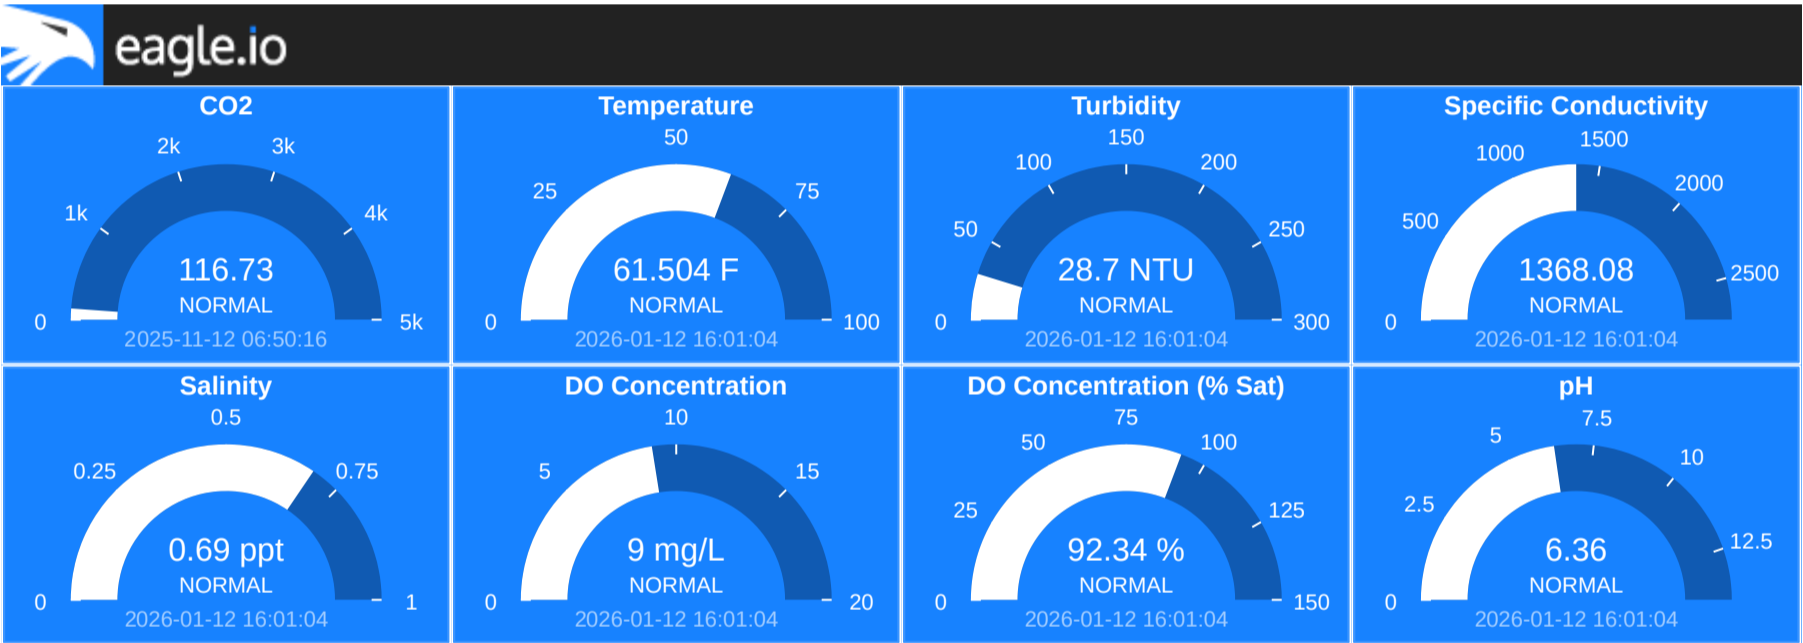 eagle.io
CO2
0
1k
2k
3k
4k
5k
116.73
NORMAL
2025-11-12 06:50:16
Temperature
0
25
50
75
100
61.504 F
NORMAL
2026-01-12 16:01:04
Turbidity
0
50
100
150
200
250
300
28.7 NTU
NORMAL
2026-01-12 16:01:04
Specific Conductivity
0
500
1000
1500
2000
2500
1368.08
NORMAL
2026-01-12 16:01:04
Salinity
0
0.25
0.5
0.75
1
0.69 ppt
NORMAL
2026-01-12 16:01:04
DO Concentration
0
5
10
15
20
9 mg/L
NORMAL
2026-01-12 16:01:04
DO Concentration (% Sat)
0
25
50
75
100
125
150
92.34 %
NORMAL
2026-01-12 16:01:04
pH
0
2.5
5
7.5
10
12.5
6.36
NORMAL
2026-01-12 16:01:04